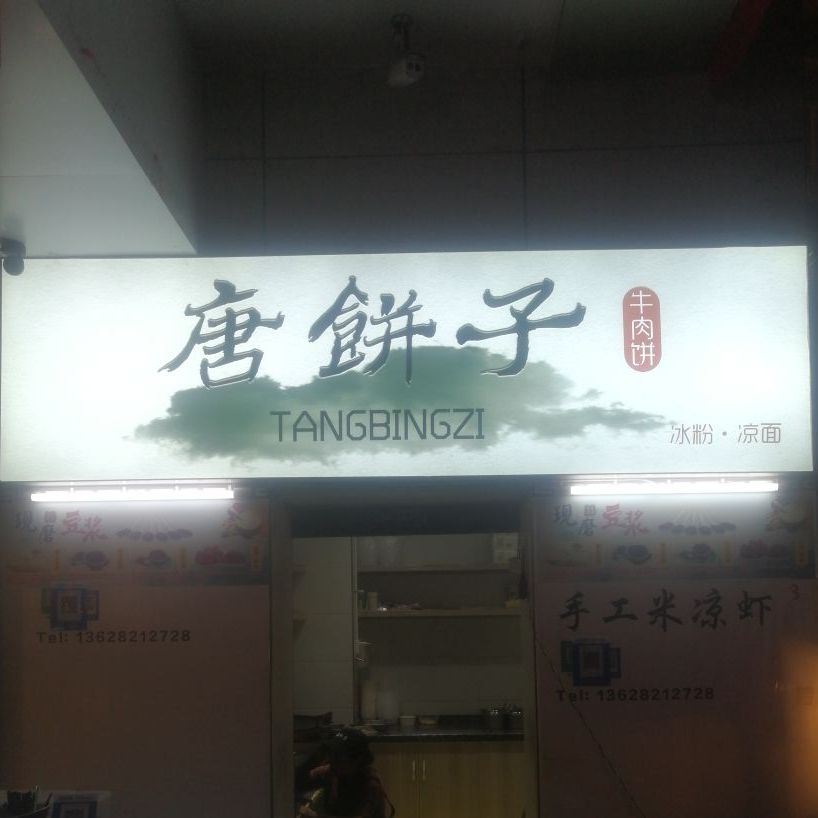 唐餅子
牛肉饼
TANGBINGZI
冰粉·凉面
现磨豆浆
现磨豆浆
手工米凉虾
Tel: 13628212728
Tel: 13628212728